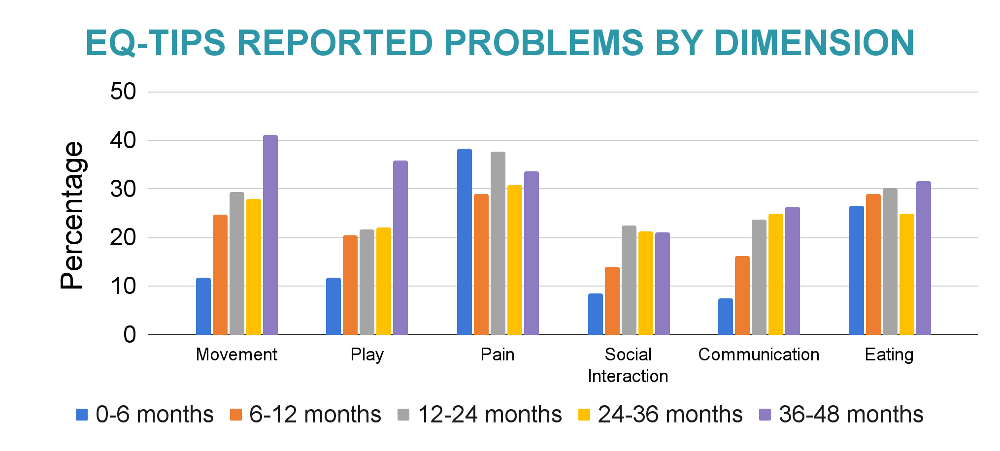 EQ-TIPS REPORTED PROBLEMS BY DIMENSION
Percentage
50
40
30
20
10
0
Movement
Play
Pain
Social
Interaction
Communication
Eating
0-6 months
6-12 months
12-24 months
24-36 months
36-48 months